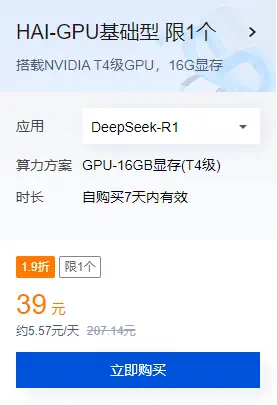 HAI-GPU基础型 限1个
搭载NVIDIA T4级GPU，16G显存
应用 DeepSeek-R1
算力方案 GPU-16GB显存(T4级)
时长 自购买7天内有效
1.9折 限1个
39 元
约5.57元/天 207.14元
立即购买